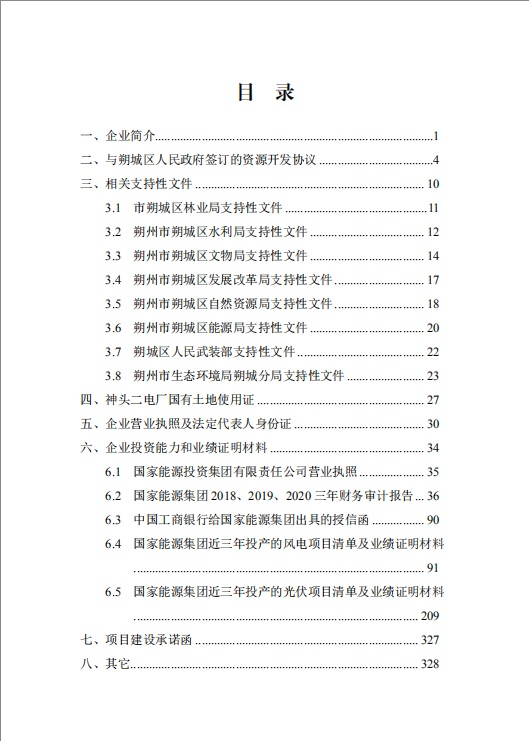 目 录
一、企业简介..........................................................................................1
二、与朔城区人民政府签订的资源开发协议 ....................................4
三、相关支持性文件 ........................................................................ 10
3.1 市朔城区林业局支持性文件 .............................................11
3.2 朔州市朔城区水利局支持性文件 ................................... 12
3.3 朔州市朔城区文物局支持性文件 ................................... 14
3.4 朔州市朔城区发展改革局支持性文件........................... 17
3.5 朔州市朔城区自然资源局支持性文件........................... 18
3.6 朔州市朔城区能源局支持性文件 ................................... 20
3.7 朔城区人民武装部支持性文件....................................... 22
3.8 朔州市生态环境局朔城分局支持性文件 ....................... 23
四、神头二电厂国有土地使用证 .................................................... 27
五、企业营业执照及法定代表人身份证 ........................................ 30
六、企业投资能力和业绩证明材料 ................................................ 34
6.1 国家能源投资集团有限责任公司营业执照................... 35
6.2 国家能源集团 2018、2019、2020 三年财务审计报告... 36
6.3 中国工商银行给国家能源集团出具的授信函 ............... 90
6.4 国家能源集团近三年投产的风电项目清单及业绩证明材料
............................................................................................ 91
6.5 国家能源集团近三年投产的光伏项目清单及业绩证明材料
.......................................................................................... 209
七、项目建设承诺函 ...................................................................... 327
八、其它.......................................................................................... 328